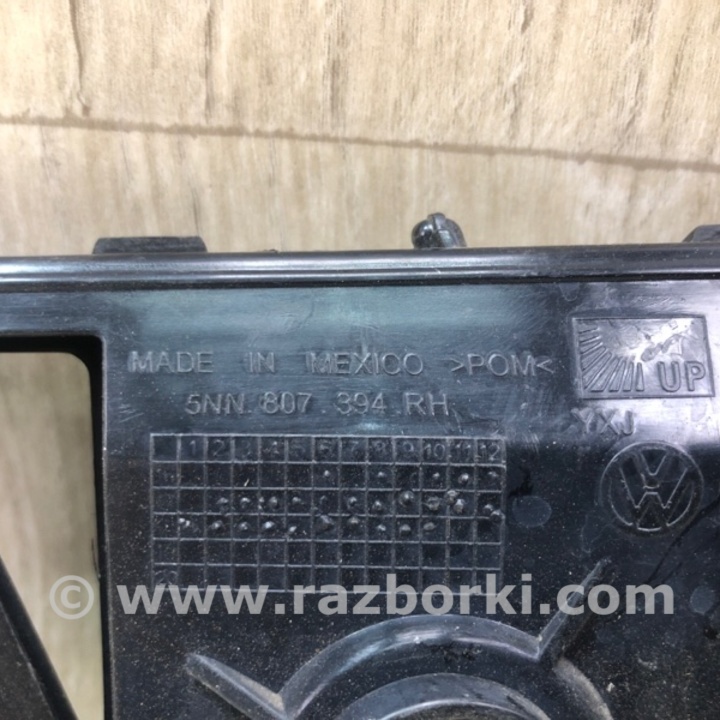 MADE IN MEXICO >POM<
5NN.807.394.RH
UP
YXJ
1 2 3 4 5 6 7 8 9 10 11 12
© www.razborki.com